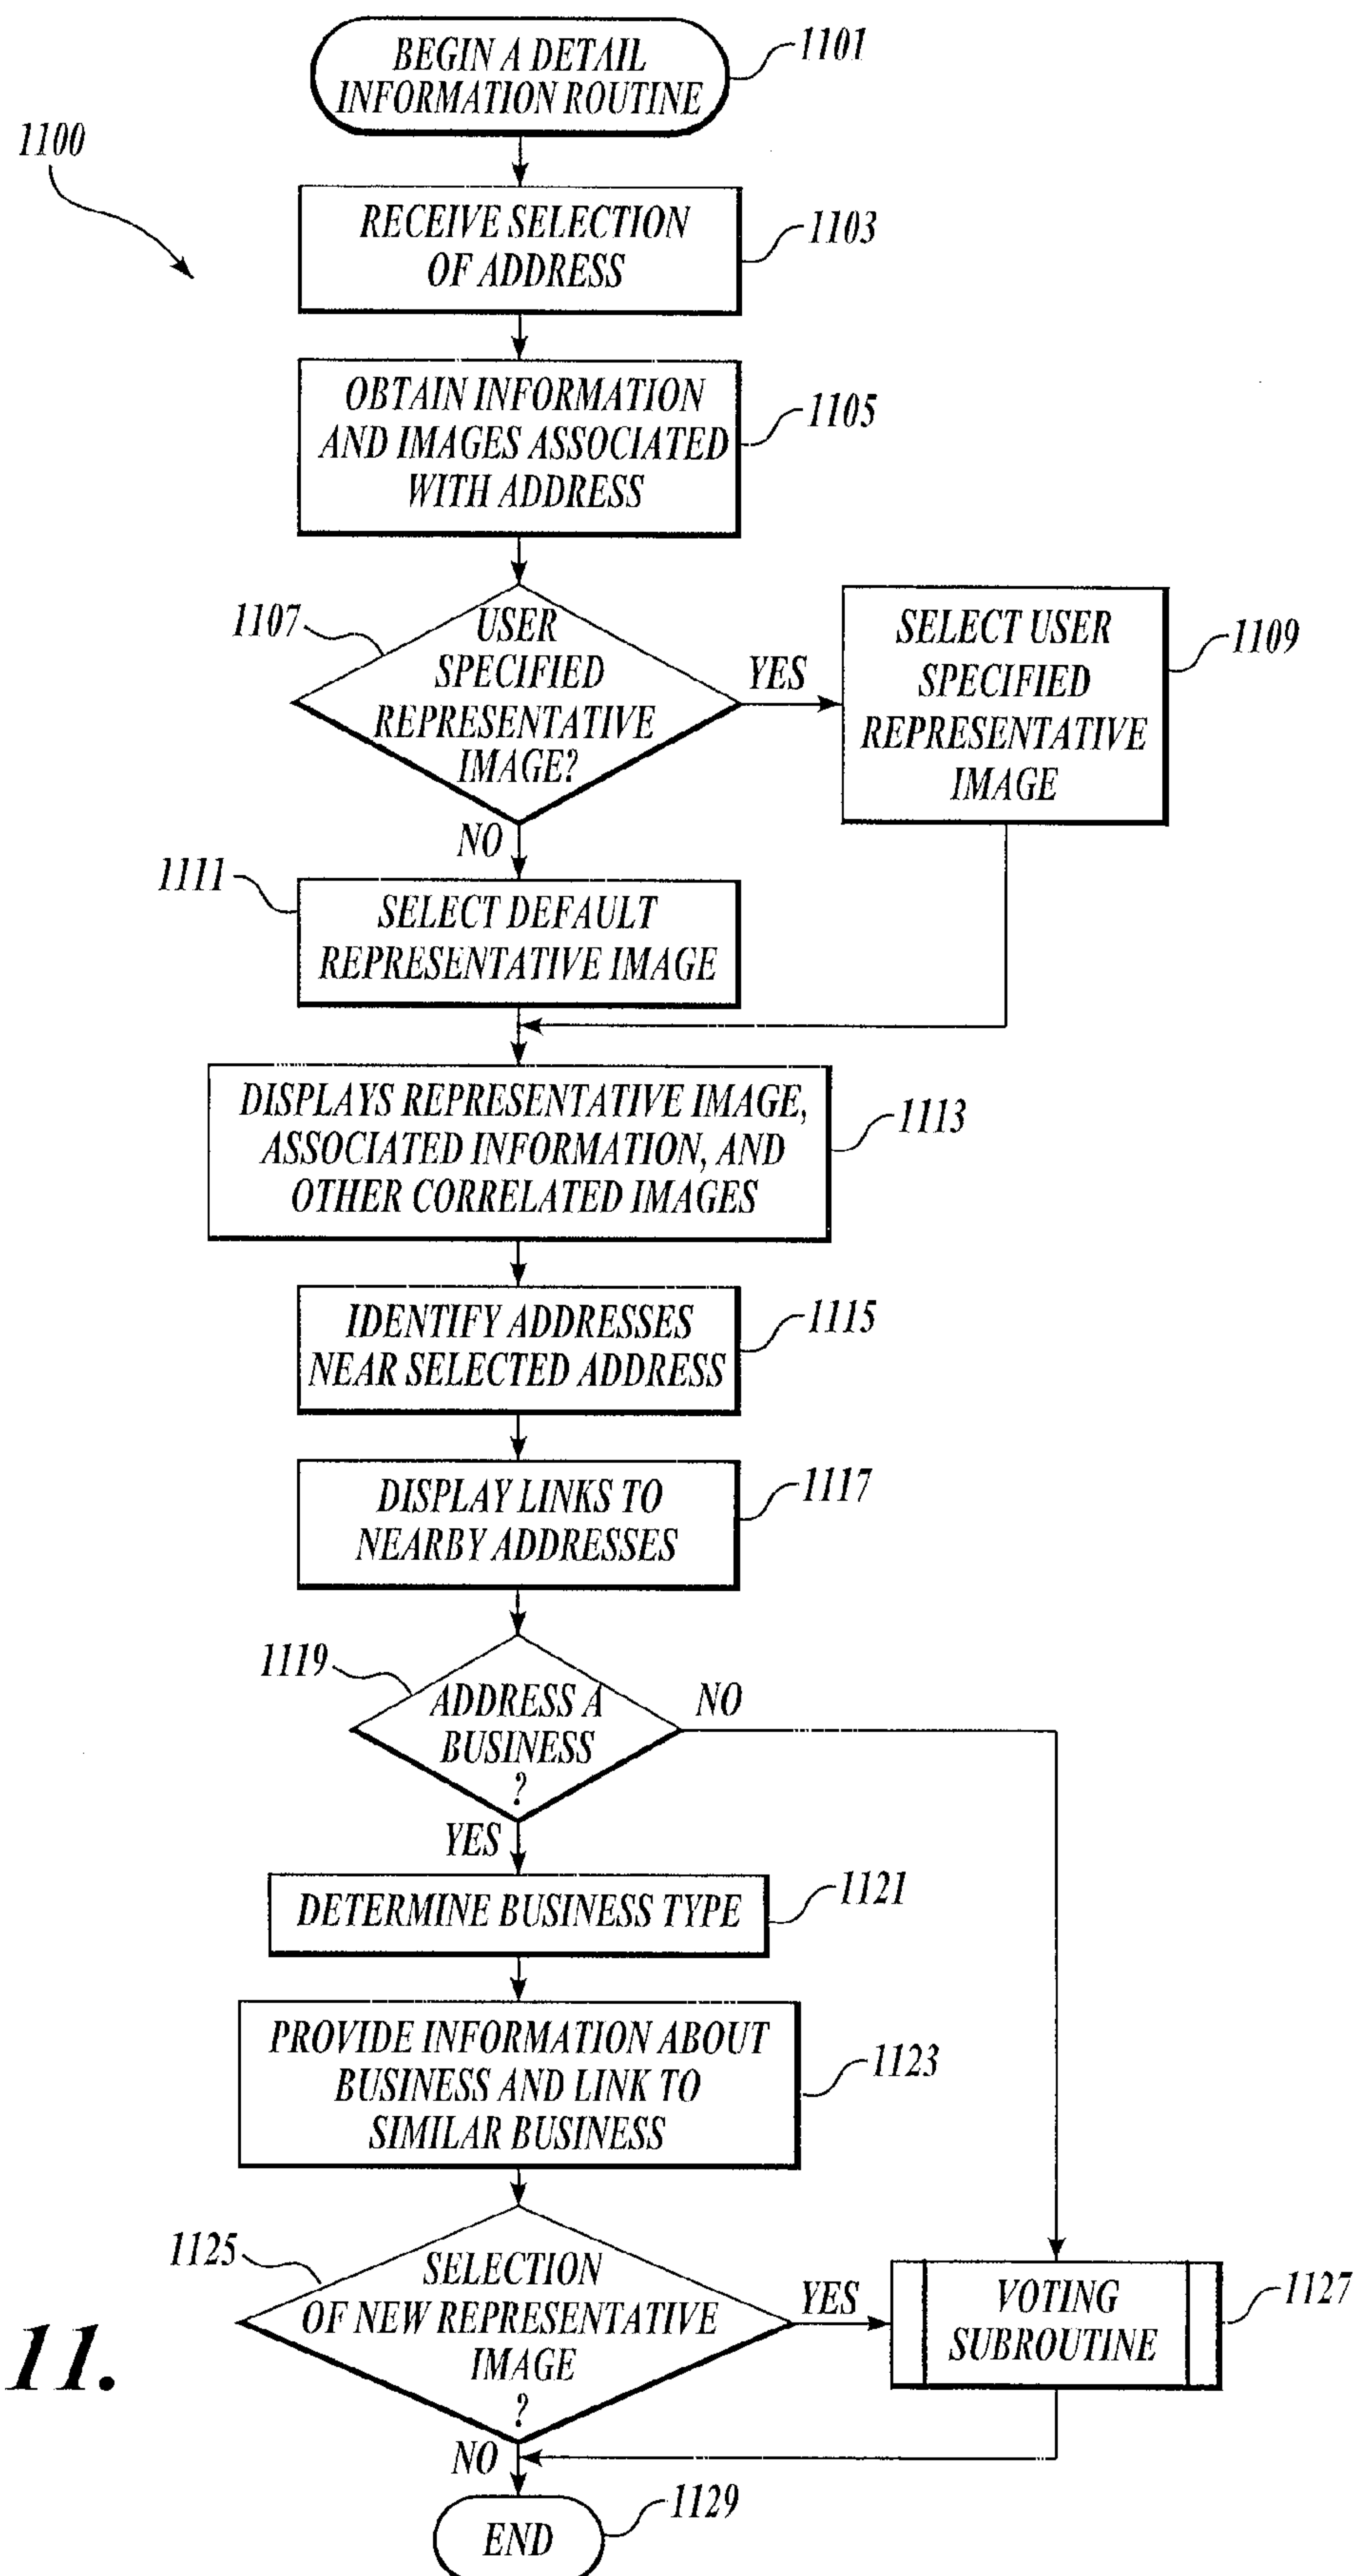 BEGIN A DETAIL
INFORMATION ROUTINE
1101
1100
RECEIVE SELECTION
OF ADDRESS
1103
OBTAIN INFORMATION
AND IMAGES ASSOCIATED
WITH ADDRESS
1105
1107
USER
SPECIFIED
REPRESENTATIVE
IMAGE?
YES
SELECT USER
SPECIFIED
REPRESENTATIVE
IMAGE
1109
NO
1111
SELECT DEFAULT
REPRESENTATIVE IMAGE
DISPLAYS REPRESENTATIVE IMAGE,
ASSOCIATED INFORMATION, AND
OTHER CORRELATED IMAGES
1113
IDENTIFY ADDRESSES
NEAR SELECTED ADDRESS
1115
DISPLAY LINKS TO
NEARBY ADDRESSES
1117
1119
ADDRESS A
BUSINESS
?
NO
YES
DETERMINE BUSINESS TYPE
1121
PROVIDE INFORMATION ABOUT
BUSINESS AND LINK TO
SIMILAR BUSINESS
1123
1125
SELECTION
OF NEW REPRESENTATIVE
IMAGE
?
YES
VOTING
SUBROUTINE
1127
11.
NO
END
1129